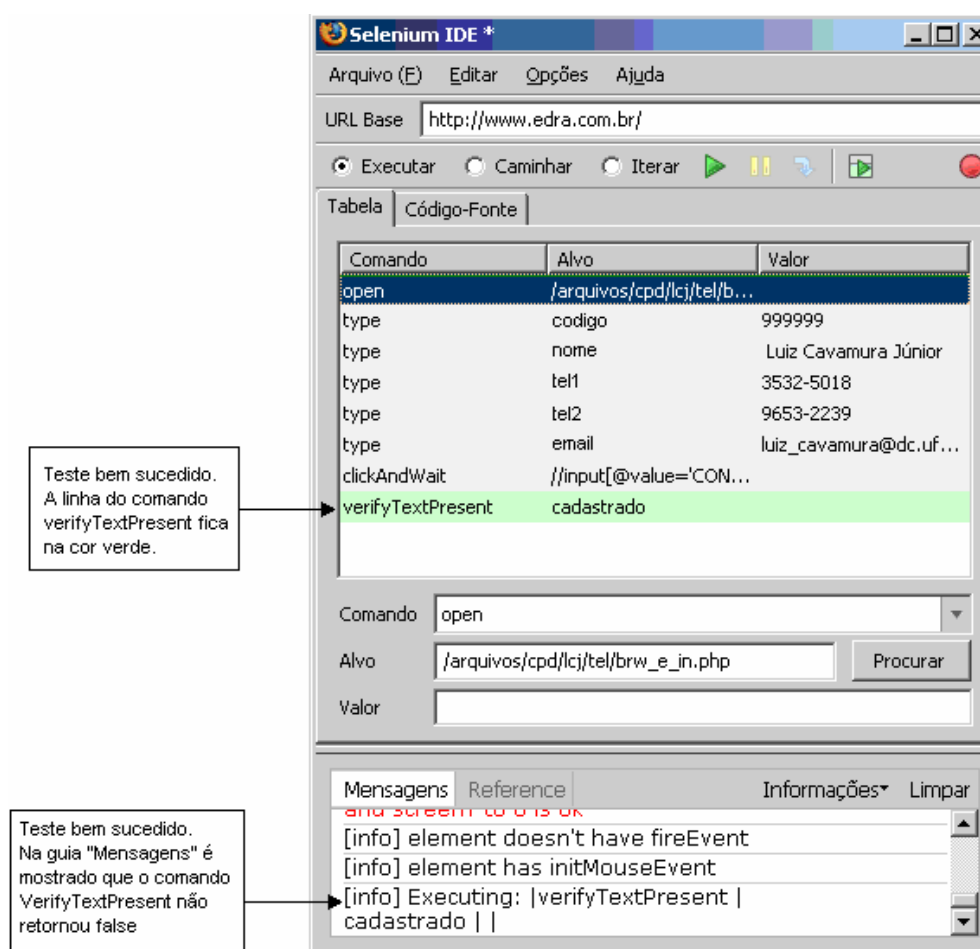 Selenium IDE *
Arquivo (F) Editar Opções Ajuda
URL Base http://www.edra.com.br/
Executar Caminhar Iterar
Tabela Código-Fonte
Comando Alvo Valor
open /arquivos/cpd/lcj/tel/b...
type codigo 999999
type nome Luiz Cavamura Júnior
type tel1 3532-5018
type tel2 9653-2239
type email luiz_cavamura@dc.uf...
clickAndWait //input[@value='CON...
verifyTextPresent cadastrado
Teste bem sucedido.
A linha do comando
verifyTextPresent fica
na cor verde.
Comando open
Alvo /arquivos/cpd/lcj/tel/brw_e_in.php Procurar
Valor
Mensagens Reference Informações Limpar
[info] element doesn't have fireEvent
[info] element has initMouseEvent
[info] Executing: |verifyTextPresent |
cadastrado | |
Teste bem sucedido.
Na guia "Mensagens" é
mostrado que o comando
VerifyTextPresent não
retornou false